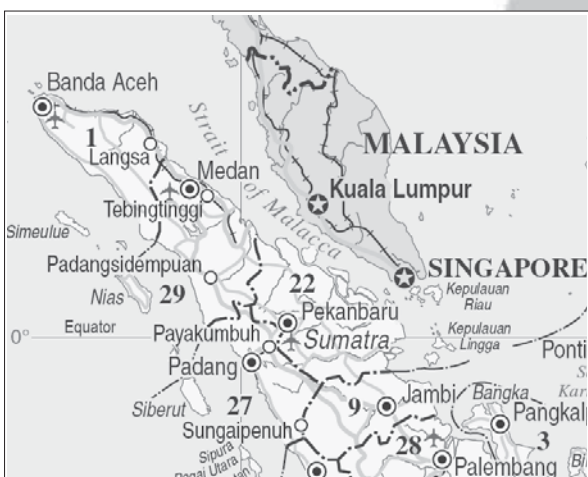 Banda Aceh
1
Langsa
Strait of Malacca
MALAYSIA
Medan
Tebingtinggi
Kuala Lumpur
Simeulue
Padangsidempuan
22
SINGAPORE
Nias
29
Kepulauan
Riau
Pekanbaru
0°
Equator
Payakumbuh
Sumatra
Kepulauan
Lingga
Padang
Siberut
27
9
Jambi
Bangka
Sungaipenuh
28
3
Sipura
Palembang